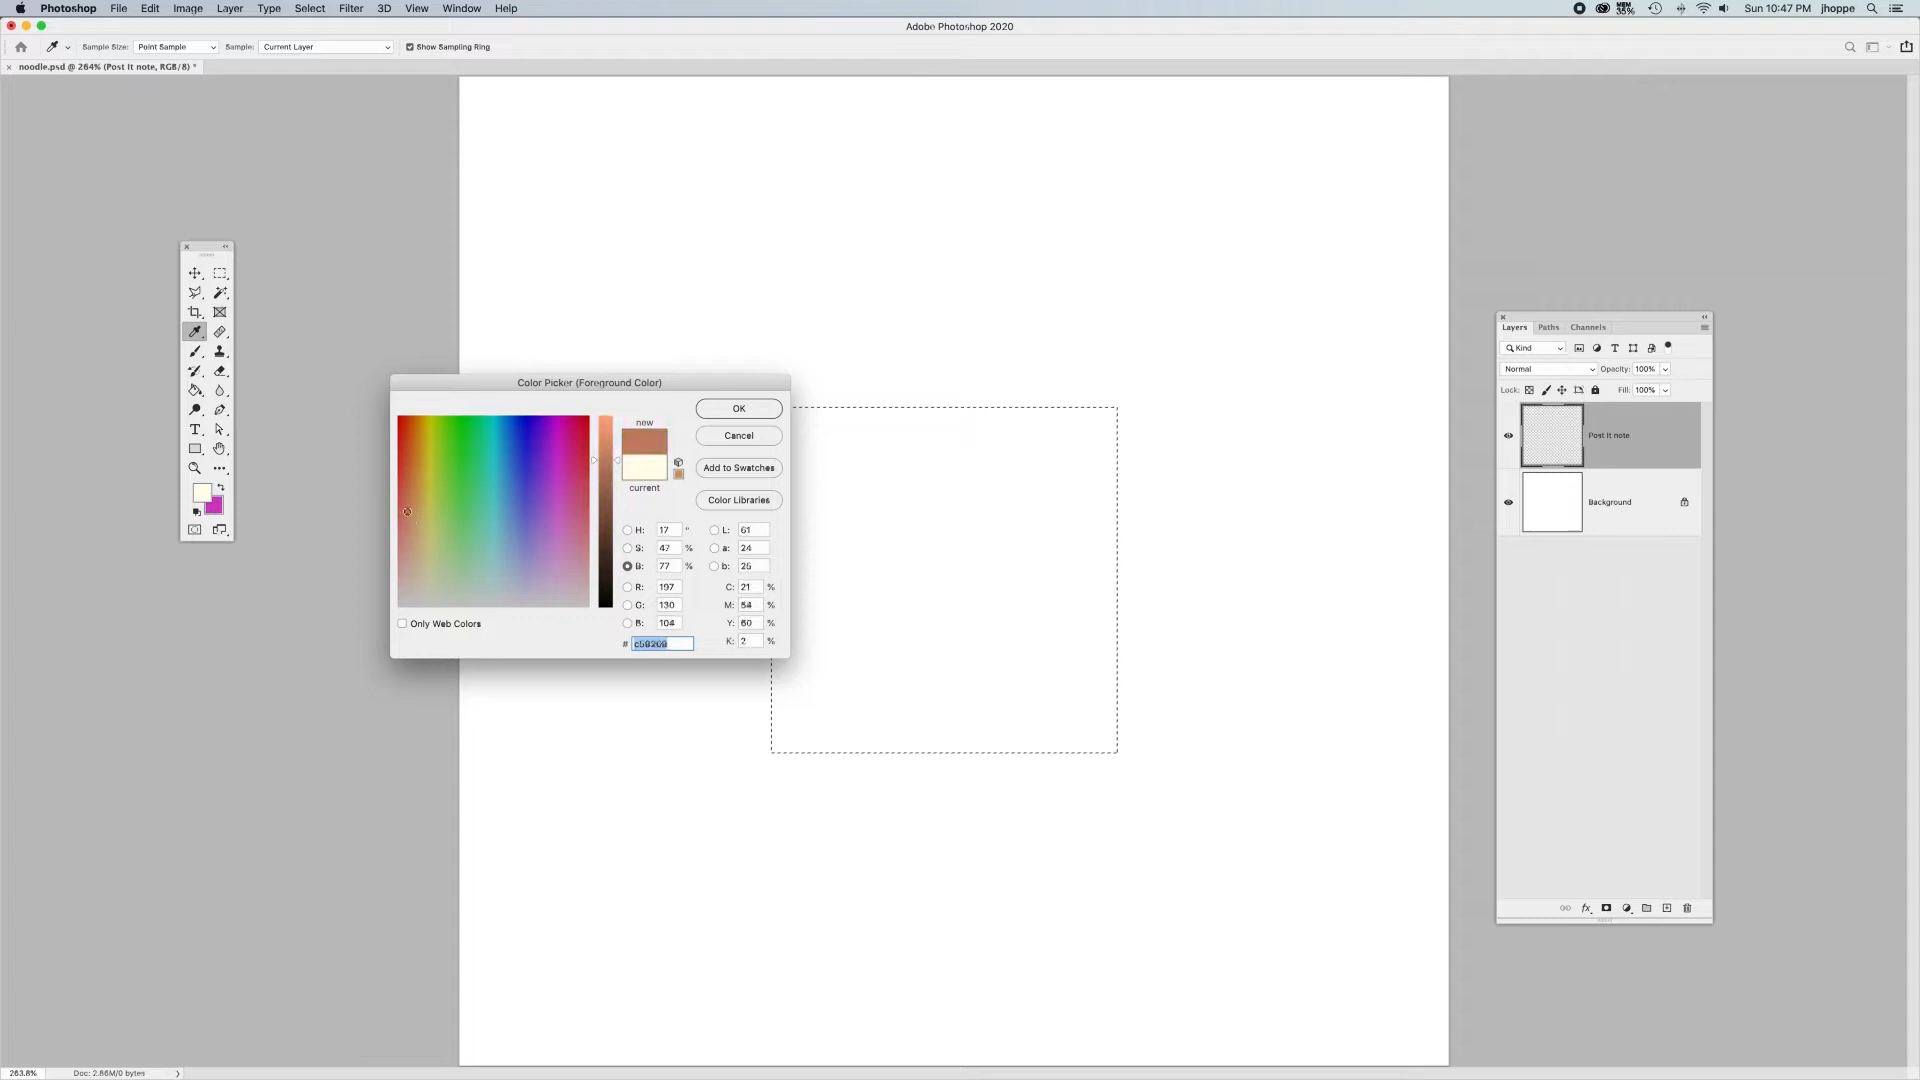 Photoshop File Edit Image Layer Type Select Filter 3D View Window Help
MEM 35% Sun 10:47 PM jhoppe
Adobe Photoshop 2020
Sample Size: Point Sample Sample: Current Layer Show Sampling Ring
× noodle.psd @ 264% (Post It note, RGB/8) *
Color Picker (Foreground Color)
new
current
OK
Cancel
Add to Swatches
Color Libraries
H: 17 ° L: 61
S: 47 % a: 24
B: 77 % b: 25
R: 197 C: 21 %
G: 130 M: 54 %
B: 104 Y: 60 %
Only Web Colors
# c58268 K: 2 %
Layers Paths Channels
Kind
Normal Opacity: 100%
Lock: Fill: 100%
Post It note
Background
fx
263.8% Doc: 2.86M/0 bytes